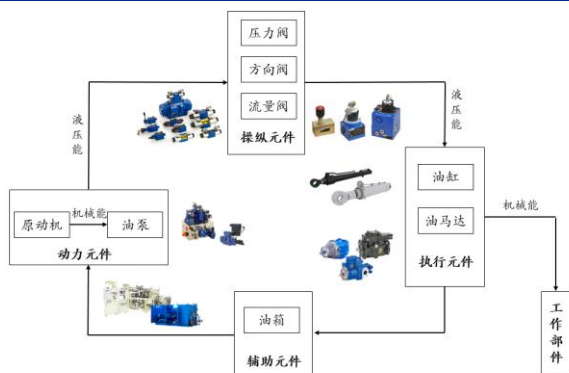 压力阀
方向阀
流量阀
操纵元件
液压能
液压能
原动机
机械能
油泵
动力元件
油缸
油马达
执行元件
机械能
油箱
辅助元件
工作部件